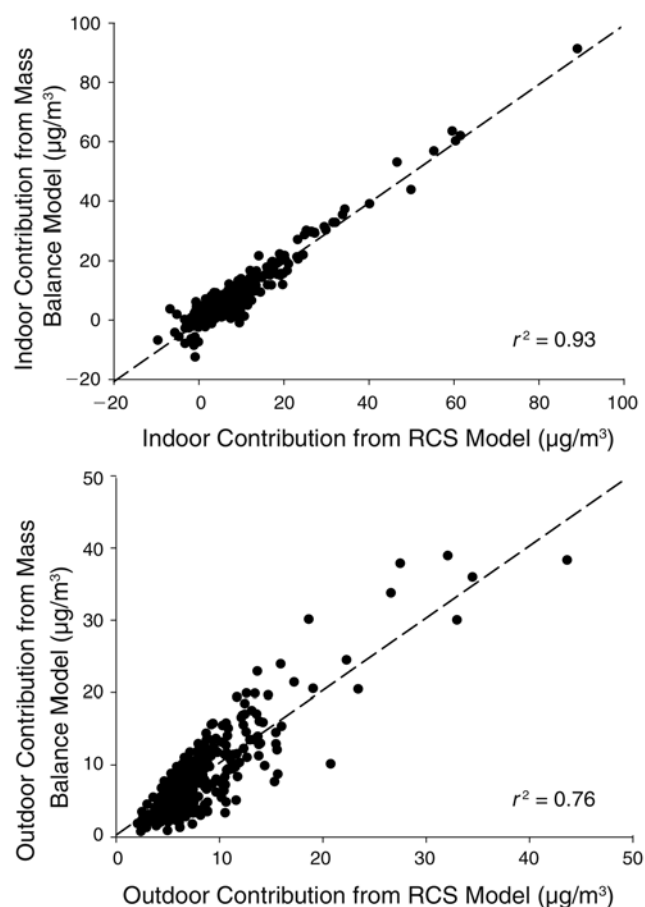 Indoor Contribution from Mass
Balance Model (µg/m³)
100
80
60
40
20
0
−20
r² = 0.93
−20 0 20 40 60 80 100
Indoor Contribution from RCS Model (µg/m³)
Outdoor Contribution from Mass
Balance Model (µg/m³)
50
40
30
20
10
0
r² = 0.76
0 10 20 30 40 50
Outdoor Contribution from RCS Model (µg/m³)